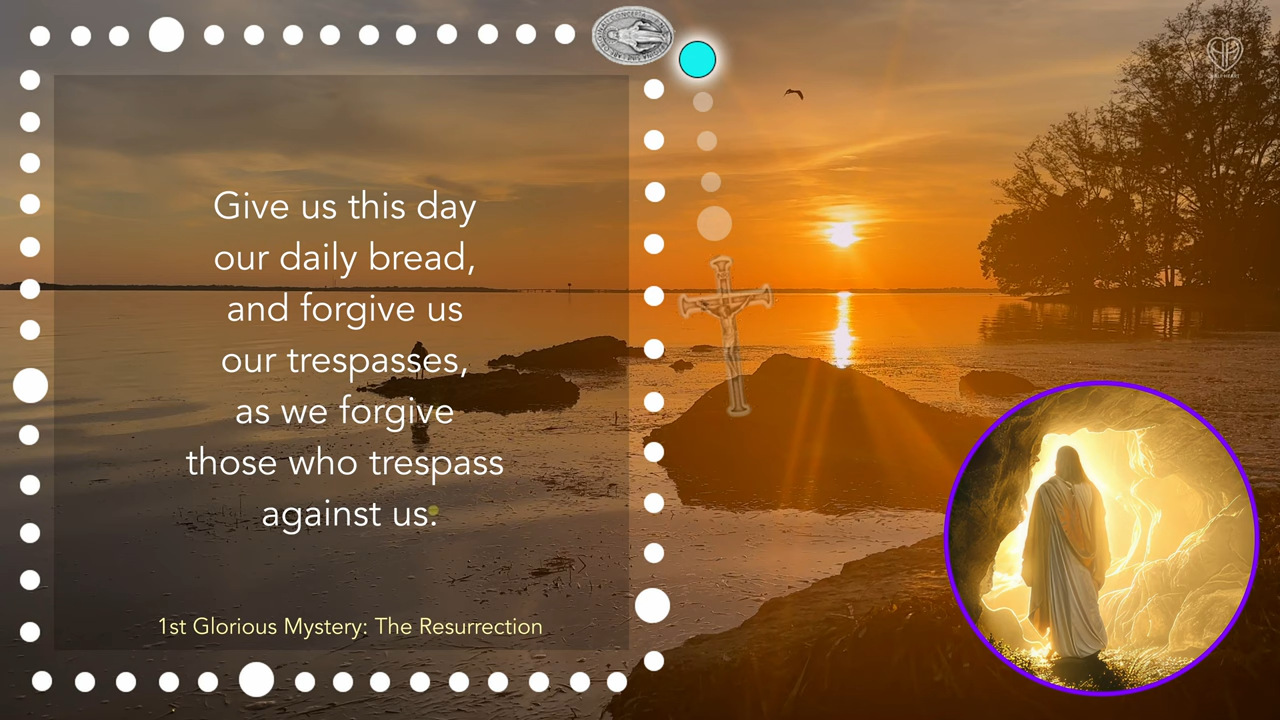 Give us this day
our daily bread,
and forgive us
our trespasses,
as we forgive
those who trespass
against us.
1st Glorious Mystery: The Resurrection